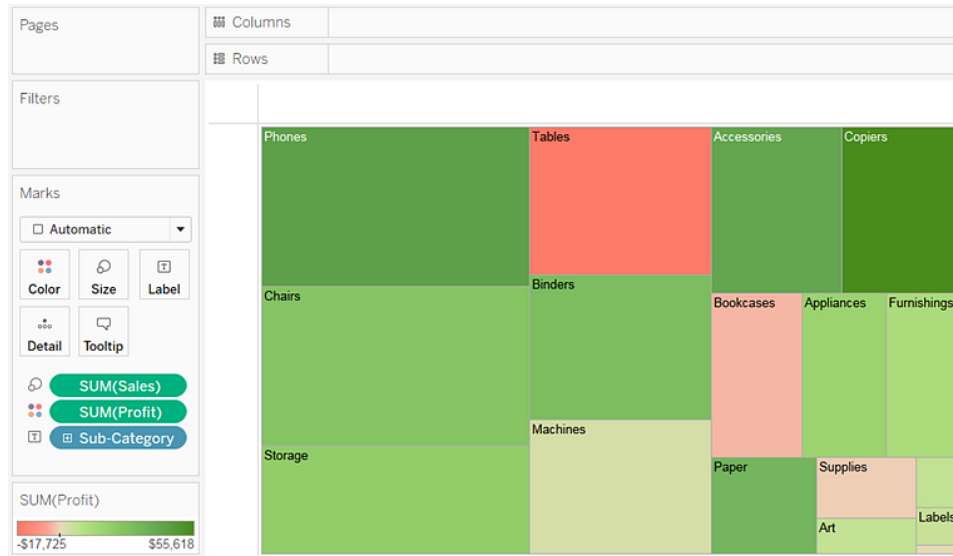 Pages
Columns
Rows
Filters
Marks
Automatic
Color
Size
Label
Detail
Tooltip
SUM(Sales)
SUM(Profit)
Sub-Category
SUM(Profit)
-$17,725
$55,618
Phones
Tables
Accessories
Copiers
Chairs
Binders
Bookcases
Appliances
Furnishings
Storage
Machines
Paper
Supplies
Art
Labels